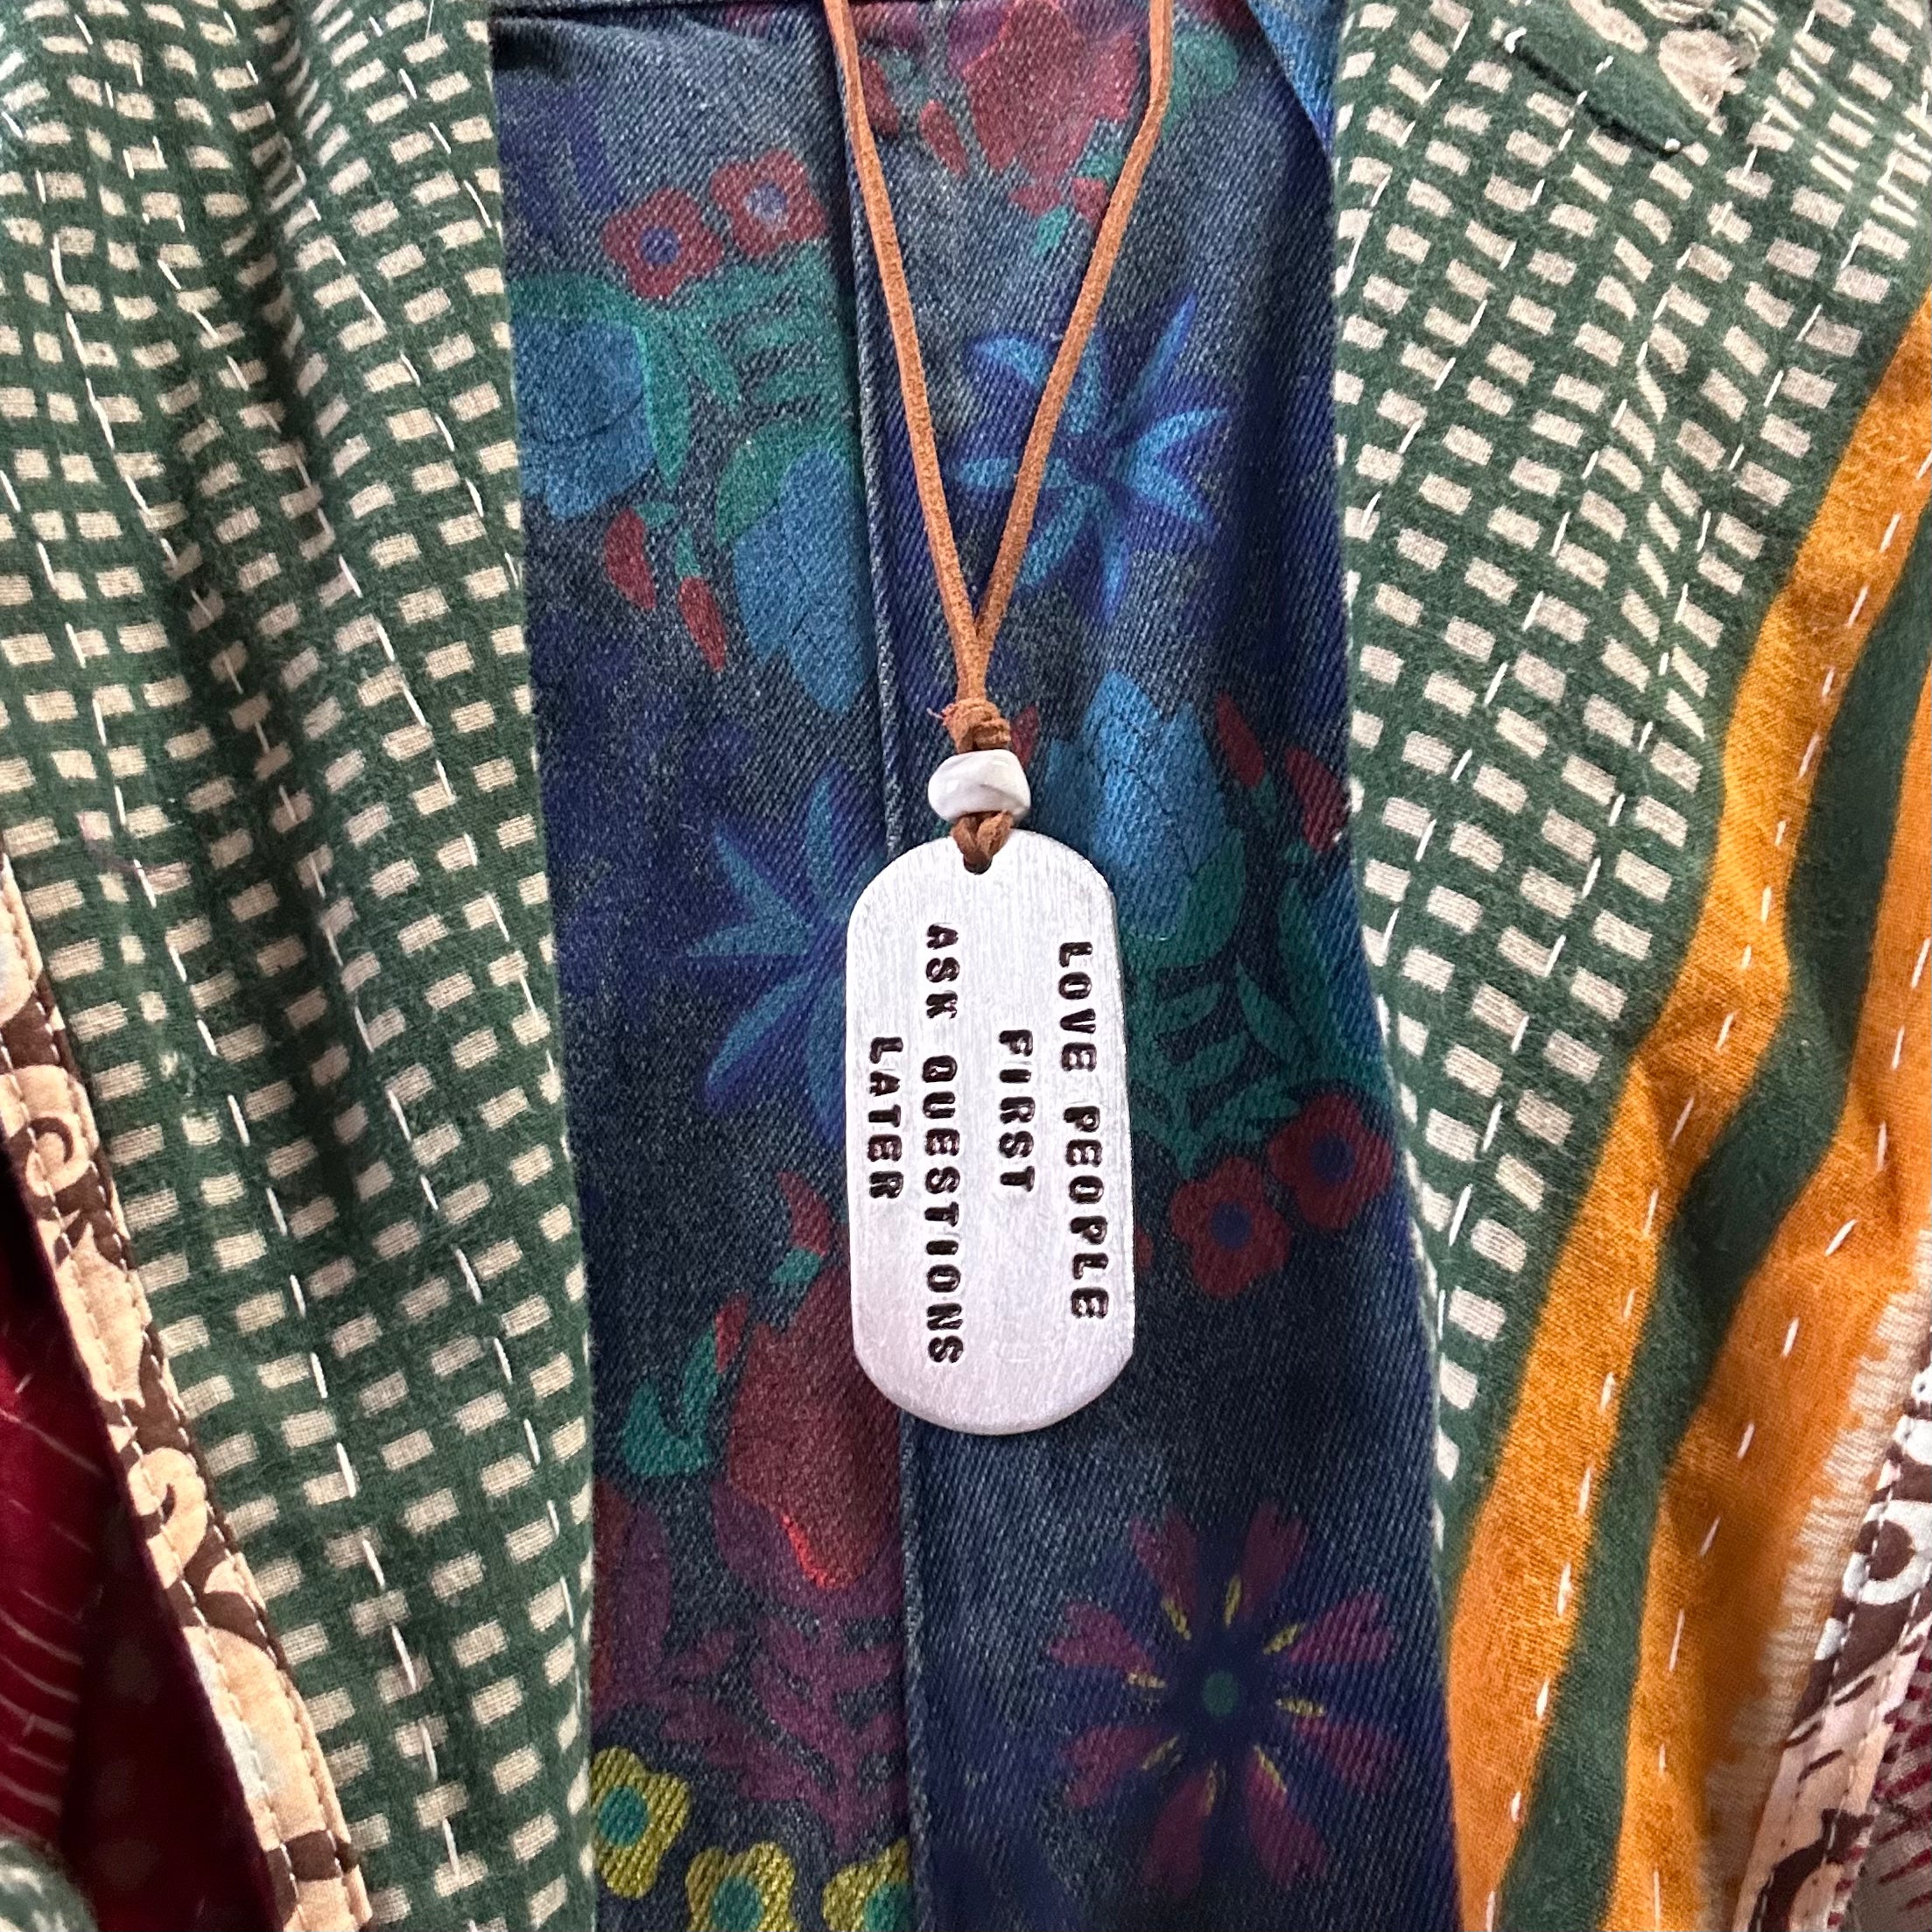 LOVE PEOPLE
FIRST
ASK QUESTIONS
LATER